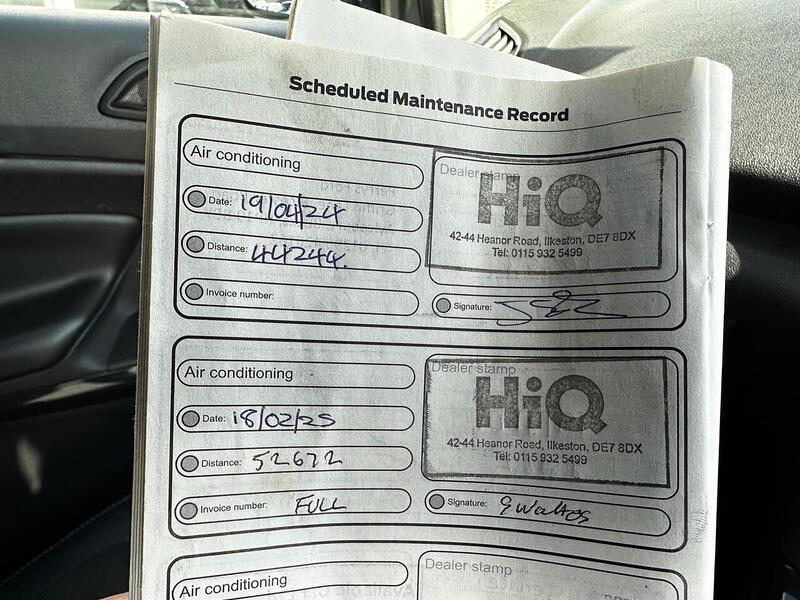 Scheduled Maintenance Record
Air conditioning
Dealer stamp
HiQ
42-44 Heanor Road, Ilkeston, DE7 8DX
Tel: 0115 932 5499
Date: 19/04/24
Distance: 44244.
Invoice number:
Signature:
Air conditioning
Dealer stamp
HiQ
42-44 Heanor Road, Ilkeston, DE7 8DX
Tel: 0115 932 5499
Date: 18/02/25
Distance: 52672
Invoice number: FULL
Signature:
Air conditioning
Dealer stamp